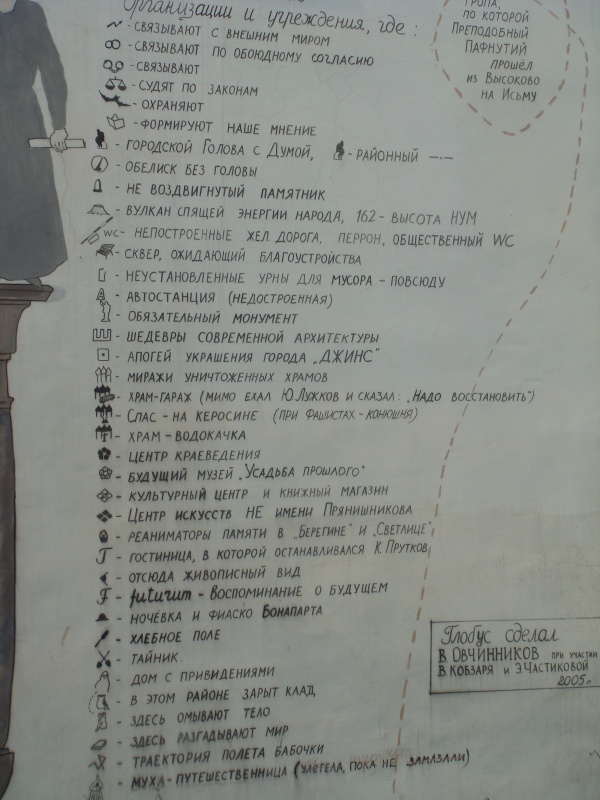 Организации и учреждения, где:
- СВЯЗЫВАЮТ С ВНЕШНИМ МИРОМ
- СВЯЗЫВАЮТ ПО ОБОЮДНОМУ СОГЛАСИЮ
- СВЯЗЫВАЮТ
- СУДЯТ ПО ЗАКОНАМ
- ОХРАНЯЮТ
- ФОРМИРУЮТ НАШЕ МНЕНИЕ
- ГОРОДСКОЙ ГОЛОВА С ДУМОЙ, - РАЙОННЫЙ —·—
- ОБЕЛИСК БЕЗ ГОЛОВЫ
- НЕ ВОЗДВИГНУТЫЙ ПАМЯТНИК
- ВУЛКАН СПЯЩЕЙ ЭНЕРГИИ НАРОДА, 162 - ВЫСОТА НУМ
WC - НЕПОСТРОЕННЫЕ ЖЕЛ ДОРОГА, ПЕРРОН, ОБЩЕСТВЕННЫЙ WC
- СКВЕР, ОЖИДАЮЩИЙ БЛАГОУСТРОЙСТВА
- НЕУСТАНОВЛЕННЫЕ УРНЫ ДЛЯ МУСОРА - ПОВСЮДУ
А - АВТОСТАНЦИЯ (НЕДОСТРОЕННАЯ)
- ОБЯЗАТЕЛЬНЫЙ МОНУМЕНТ
- ШЕДЕВРЫ СОВРЕМЕННОЙ АРХИТЕКТУРЫ
- АПОГЕЙ УКРАШЕНИЯ ГОРОДА „ДЖИНС"
- МИРАЖИ УНИЧТОЖЕННЫХ ХРАМОВ
- ХРАМ-ГАРАЖ (МИМО ЕХАЛ Ю.ЛУЖКОВ И СКАЗАЛ: „НАДО ВОССТАНОВИТЬ")
- СПАС - НА КЕРОСИНЕ (ПРИ ФАШИСТАХ - КОНЮШНЯ)
- ХРАМ - ВОДОКАЧКА
- ЦЕНТР КРАЕВЕДЕНИЯ
- БУДУЩИЙ МУЗЕЙ „УСАДЬБА ПРОШЛОГО"
- КУЛЬТУРНЫЙ ЦЕНТР И КНИЖНЫЙ МАГАЗИН
- ЦЕНТР ИСКУССТВ НЕ ИМЕНИ ПРЯНИШНИКОВА
- РЕАНИМАТОРЫ ПАМЯТИ В „БЕРЕГИНЕ" И „СВЕТЛИЦЕ"
Г - ГОСТИНИЦА, В КОТОРОЙ ОСТАНАВЛИВАЛСЯ К. ПРУТКОВ
- ОТСЮДА ЖИВОПИСНЫЙ ВИД
F - futurum - ВОСПОМИНАНИЕ О БУДУЩЕМ
- НОЧЁВКА И ФИАСКО БОНАПАРТА
- ХЛЕБНОЕ ПОЛЕ
- ТАЙНИК
- ДОМ С ПРИВИДЕНИЯМИ
- В ЭТОМ РАЙОНЕ ЗАРЫТ КЛАД
- ЗДЕСЬ ОМЫВАЮТ ТЕЛО
- ЗДЕСЬ РАЗГАДЫВАЮТ МИР
- ТРАЕКТОРИЯ ПОЛЕТА БАБОЧКИ
- МУХА - ПУТЕШЕСТВЕННИЦА (УЛЕТЕЛА, ПОКА НЕ ЗАМАЗАЛИ)
ТРОПА,
ПО КОТОРОЙ
ПРЕПОДОБНЫЙ
ПАФНУТИЙ
ПРОШЁЛ
ИЗ ВЫСОКОВО
НА ИСЬМУ
Глобус сделал
В.ОВЧИННИКОВ ПРИ УЧАСТИИ
В.КОБЗАРЯ И Э.ЧАСТИКОВОЙ
2005 г.